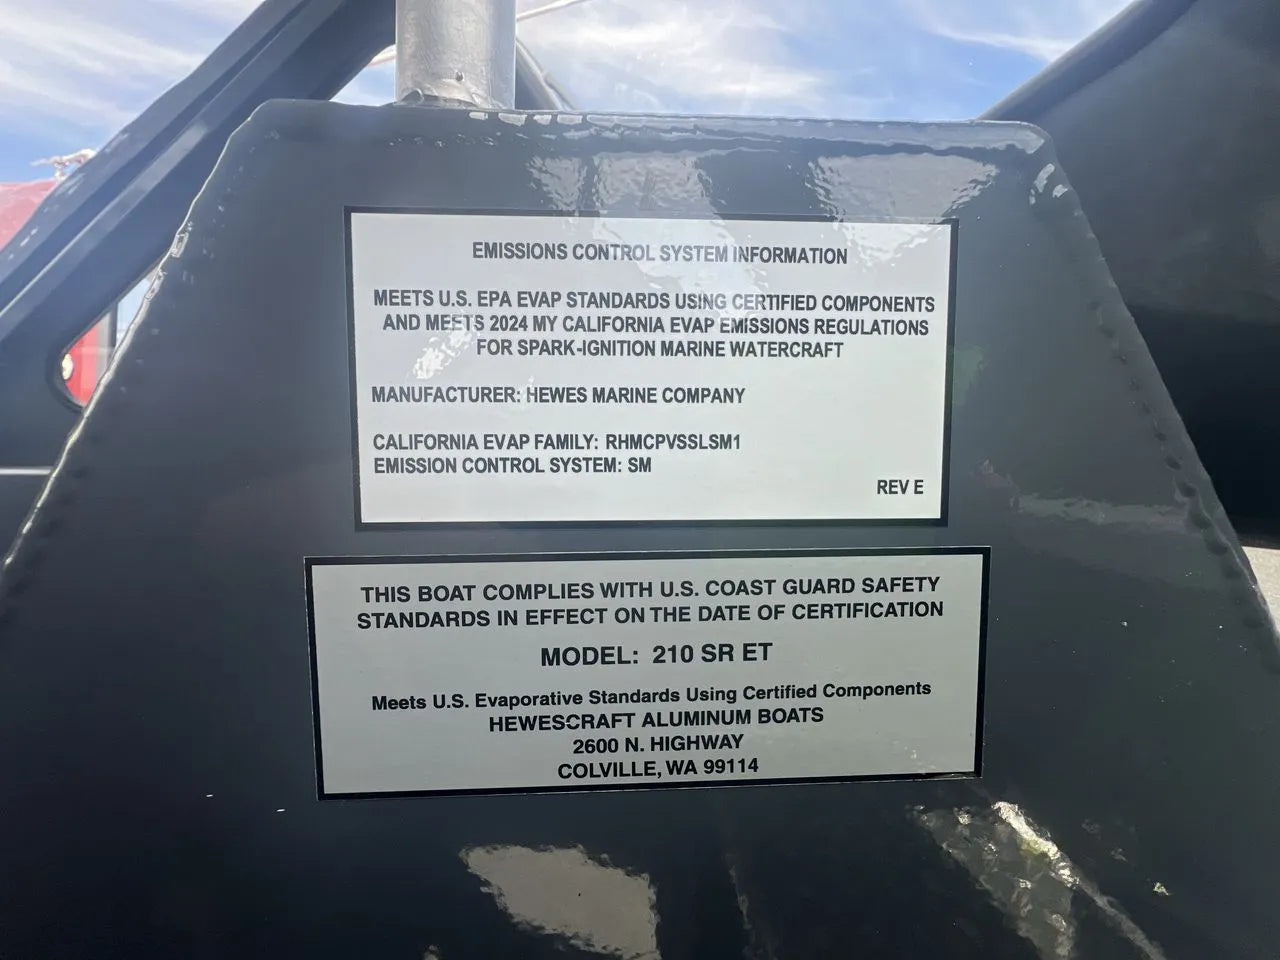 EMISSIONS CONTROL SYSTEM INFORMATION
MEETS U.S. EPA EVAP STANDARDS USING CERTIFIED COMPONENTS
AND MEETS 2024 MY CALIFORNIA EVAP EMISSIONS REGULATIONS
FOR SPARK-IGNITION MARINE WATERCRAFT
MANUFACTURER: HEWES MARINE COMPANY
CALIFORNIA EVAP FAMILY: RHMCPVSSLSM1
EMISSION CONTROL SYSTEM: SM
REV E
THIS BOAT COMPLIES WITH U.S. COAST GUARD SAFETY
STANDARDS IN EFFECT ON THE DATE OF CERTIFICATION
MODEL: 210 SR ET
Meets U.S. Evaporative Standards Using Certified Components
HEWESCRAFT ALUMINUM BOATS
2600 N. HIGHWAY
COLVILLE, WA 99114